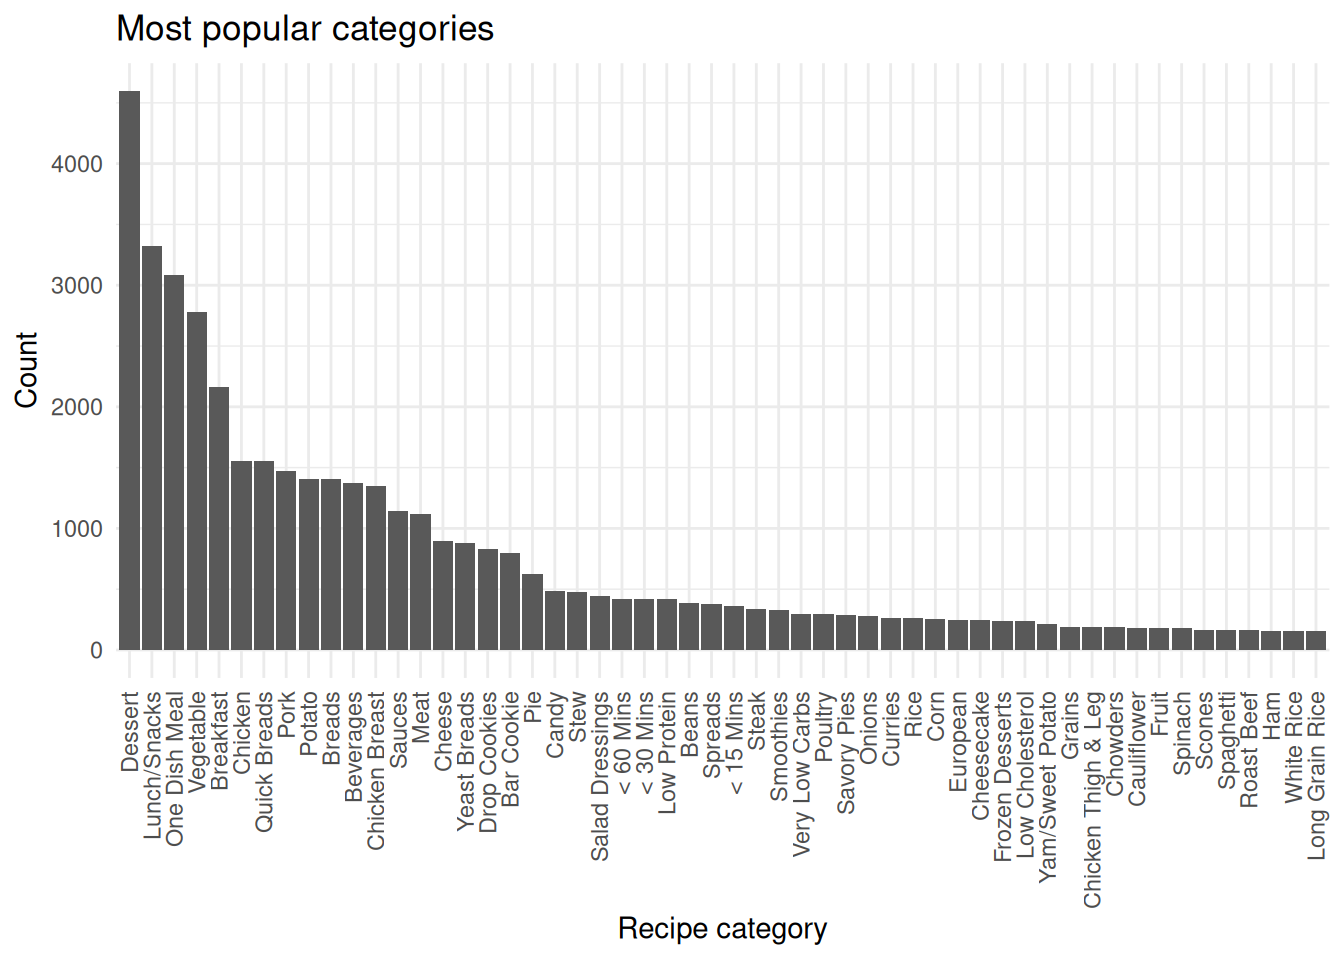 Most popular categories
4000
3000
2000
1000
0
Count
Dessert
Lunch/Snacks
One Dish Meal
Vegetable
Breakfast
Chicken
Quick Breads
Pork
Potato
Breads
Beverages
Chicken Breast
Sauces
Meat
Cheese
Yeast Breads
Drop Cookies
Bar Cookie
Pie
Candy
Stew
Salad Dressings
< 60 Mins
< 30 Mins
Low Protein
Beans
Spreads
< 15 Mins
Steak
Smoothies
Very Low Carbs
Poultry
Savory Pies
Onions
Curries
Rice
Corn
European
Cheesecake
Frozen Desserts
Low Cholesterol
Yam/Sweet Potato
Grains
Chicken Thigh & Leg
Chowders
Cauliflower
Fruit
Spinach
Scones
Spaghetti
Roast Beef
Ham
White Rice
Long Grain Rice
Recipe category